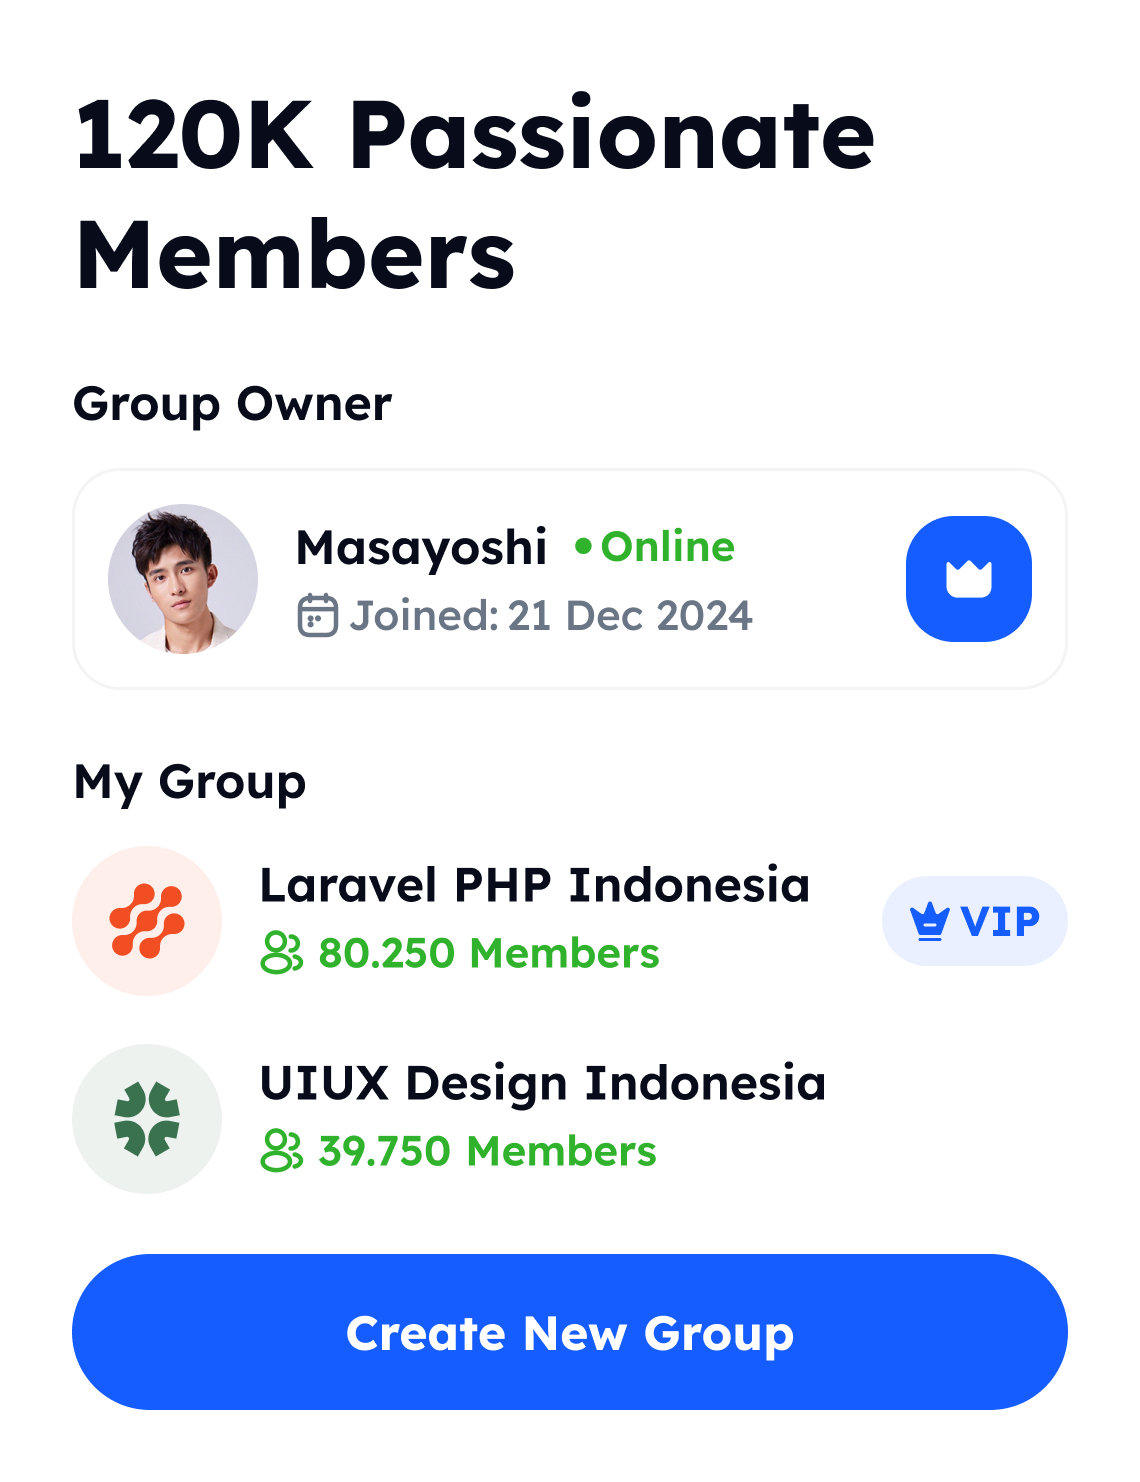 120K Passionate
Members
Group Owner
Masayoshi • Online
Joined: 21 Dec 2024
My Group
Laravel PHP Indonesia
80.250 Members
VIP
UIUX Design Indonesia
39.750 Members
Create New Group